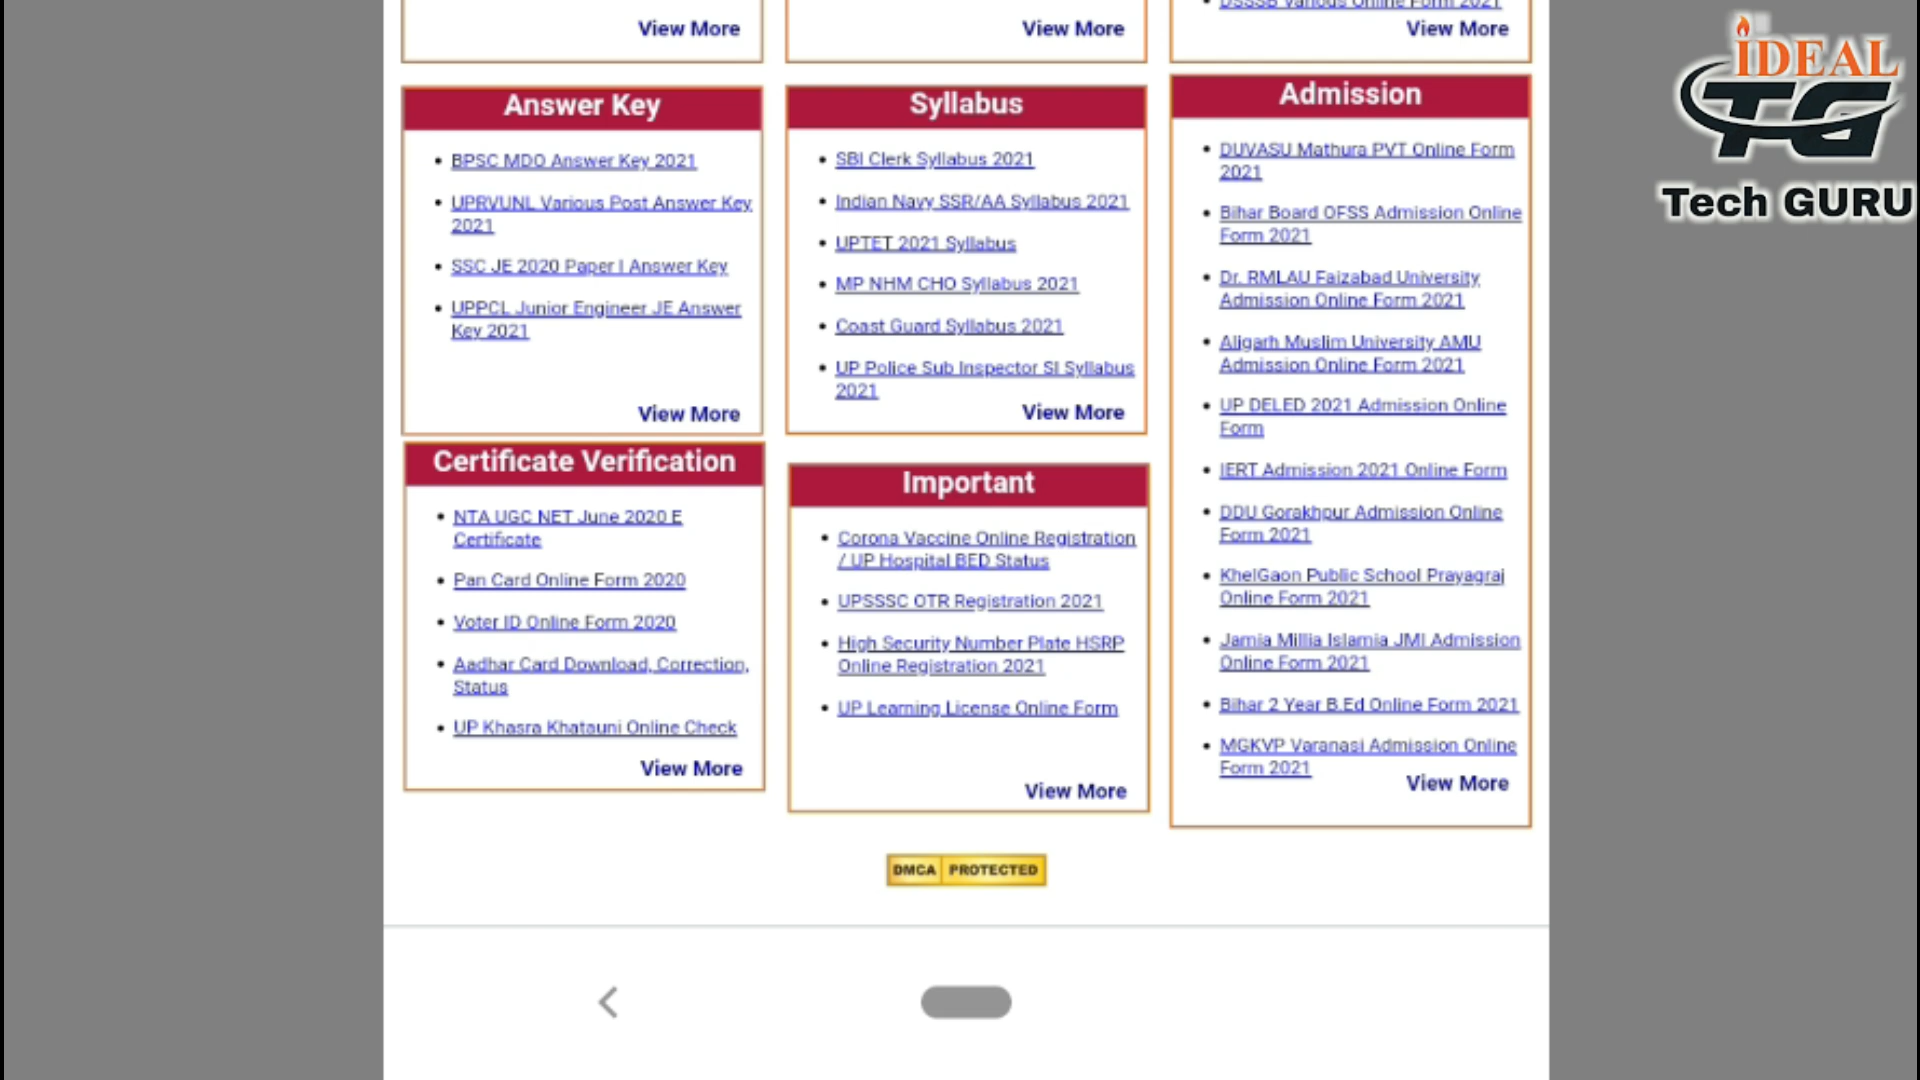 View More
View More
DSSSB Various Online Form 2021
View More
Answer Key
BPSC MDO Answer Key 2021
UPRVUNL Various Post Answer Key
2021
SSC JE 2020 Paper I Answer Key
UPPCL Junior Engineer JE Answer
Key 2021
View More
Syllabus
SBI Clerk Syllabus 2021
Indian Navy SSR/AA Syllabus 2021
UPTET 2021 Syllabus
MP NHM CHO Syllabus 2021
Coast Guard Syllabus 2021
UP Police Sub Inspector SI Syllabus
2021
View More
Admission
DUVASU Mathura PVT Online Form
2021
Bihar Board OFSS Admission Online
Form 2021
Dr. RMLAU Faizabad University
Admission Online Form 2021
Aligarh Muslim University AMU
Admission Online Form 2021
UP DELED 2021 Admission Online
Form
IERT Admission 2021 Online Form
DDU Gorakhpur Admission Online
Form 2021
KhelGaon Public School Prayagraj
Online Form 2021
Jamia Millia Islamia JMI Admission
Online Form 2021
Bihar 2 Year B.Ed Online Form 2021
MGKVP Varanasi Admission Online
Form 2021
View More
Certificate Verification
NTA UGC NET June 2020 E
Certificate
Pan Card Online Form 2020
Voter ID Online Form 2020
Aadhar Card Download, Correction,
Status
UP Khasra Khatauni Online Check
View More
Important
Corona Vaccine Online Registration
/ UP Hospital BED Status
UPSSSC OTR Registration 2021
High Security Number Plate HSRP
Online Registration 2021
UP Learning License Online Form
View More
DMCA PROTECTED
iDEAL
TG
Tech GURU